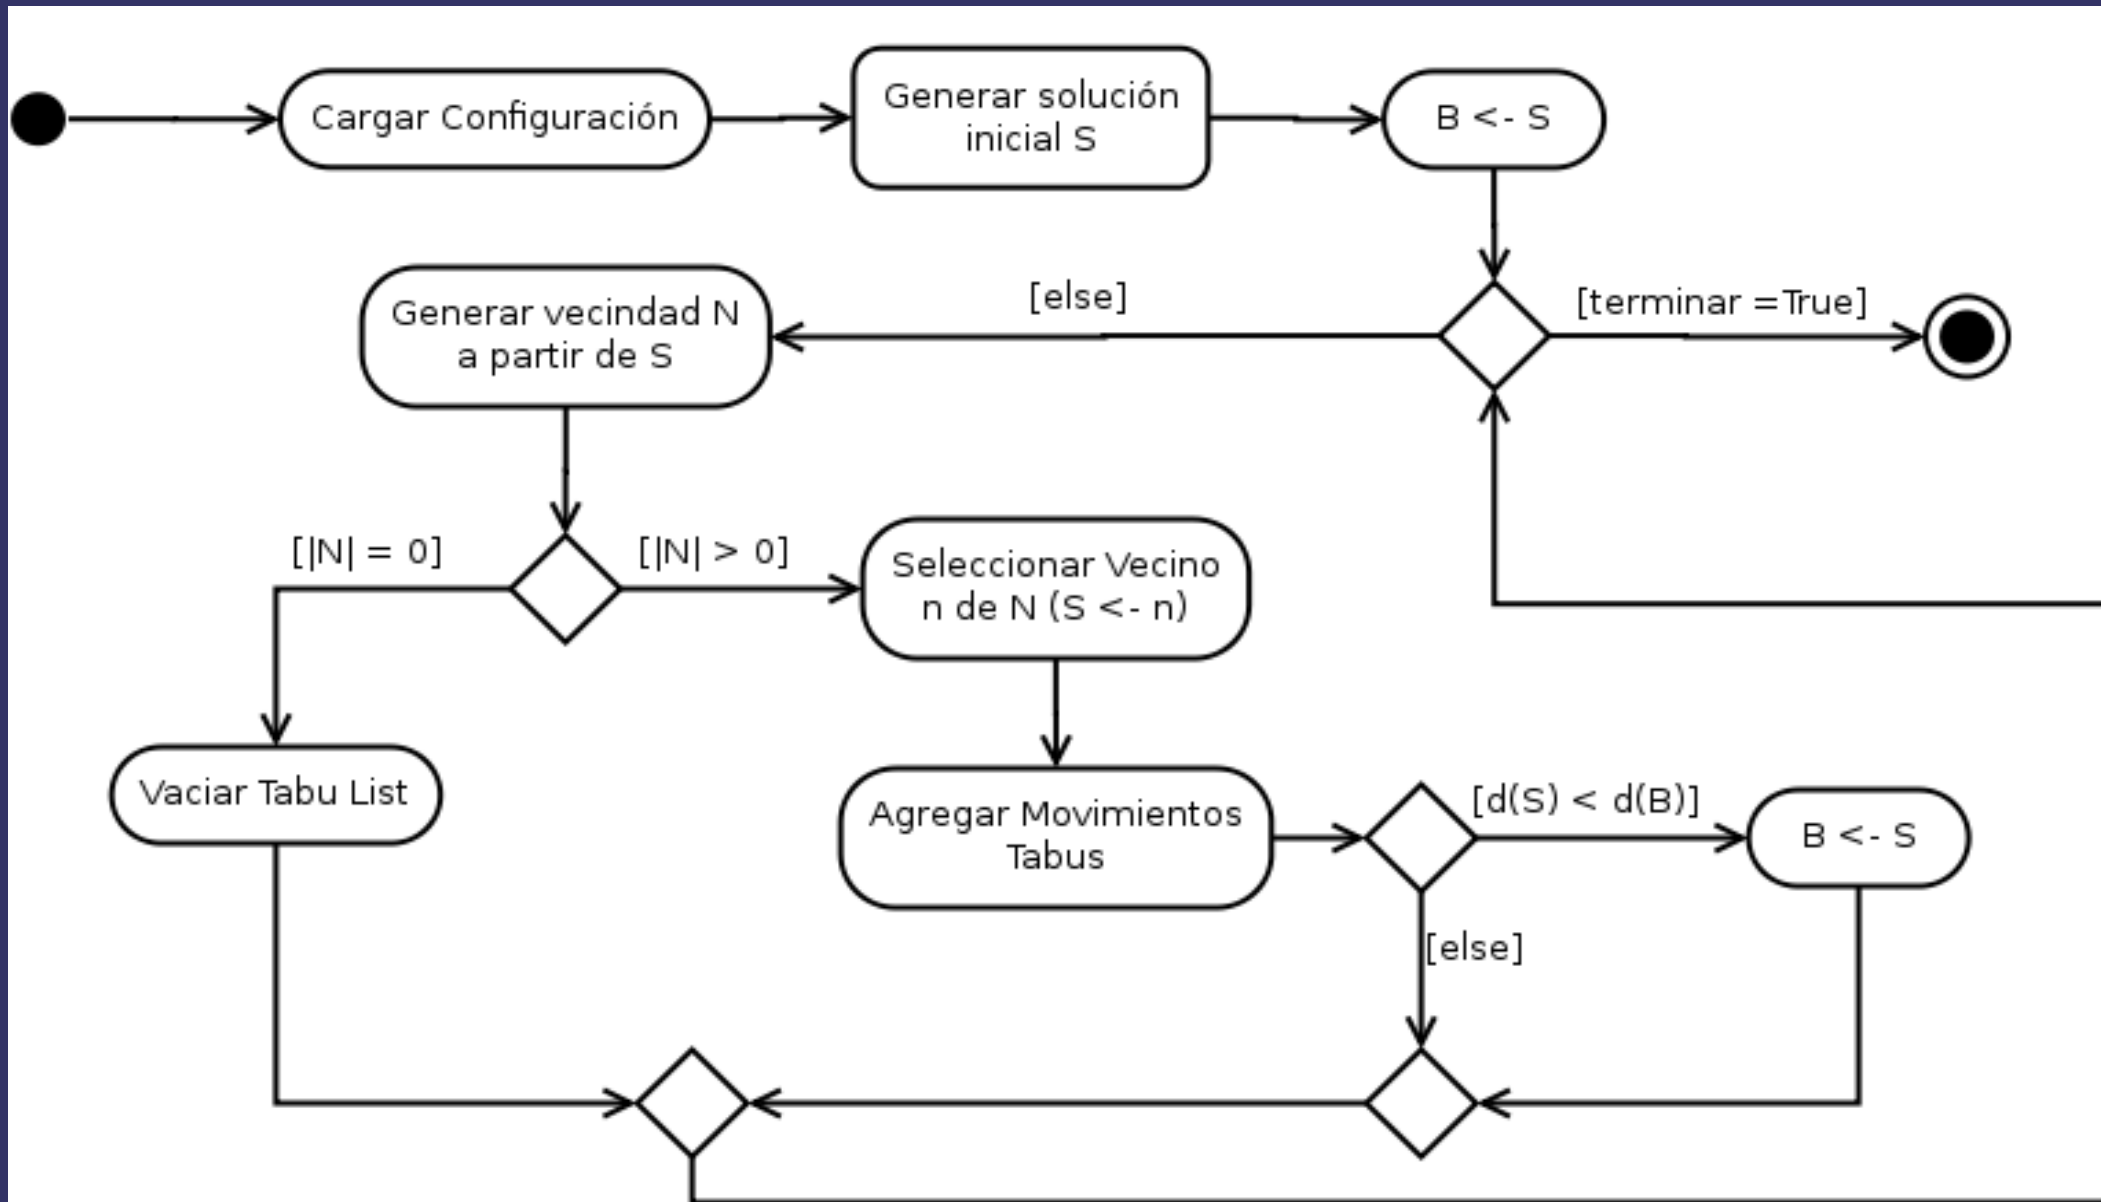 Cargar Configuración
Generar solución
inicial S
B <- S
[else]
[terminar =True]
Generar vecindad N
a partir de S
[|N| = 0]
[|N| > 0]
Seleccionar Vecino
n de N (S <- n)
Vaciar Tabu List
Agregar Movimientos
Tabus
[d(S) < d(B)]
B <- S
[else]